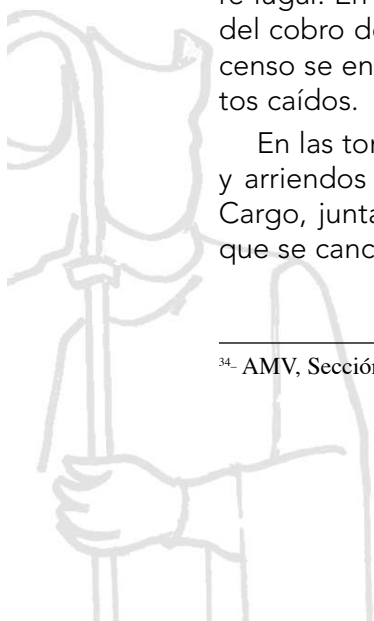 re lugar. En
del cobro de
censo se en
tos caídos.
En las tor
y arriendos
Cargo, junta
que se canc
34- AMV, Sección